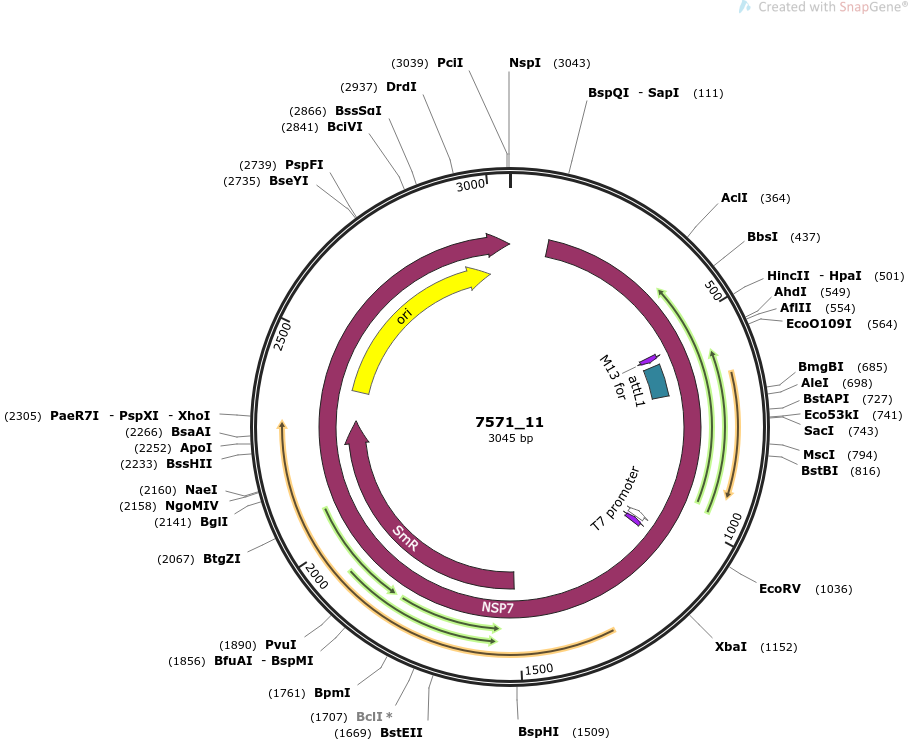 Created with SnapGene®
(3039) PciI
NspI (3043)
(2937) DrdI
BspQI - SapI (111)
(2866) BssSαI
(2841) BciVI
(2739) PspFI
(2735) BseYI
3000
AclI (364)
BbsI (437)
HincII - HpaI (501)
AhdI (549)
AflII (554)
EcoO109I (564)
500
ori
2500
M13 for
attL1
BmgBI (685)
AleI (698)
BstAPI (727)
Eco53kI (741)
SacI (743)
MscI (794)
BstBI (816)
7571_11
3045 bp
(2305) PaeR7I - PspXI - XhoI
(2266) BsaAI
(2252) ApoI
(2233) BssHII
(2160) NaeI
(2158) NgoMIV
(2141) BglI
(2067) BtgZI
T7 promoter
1000
SmR
2000
EcoRV (1036)
NSP7
(1890) PvuI
(1856) BfuAI - BspMI
XbaI (1152)
1500
(1761) BpmI
(1707) BclI *
(1669) BstEII
BspHI (1509)